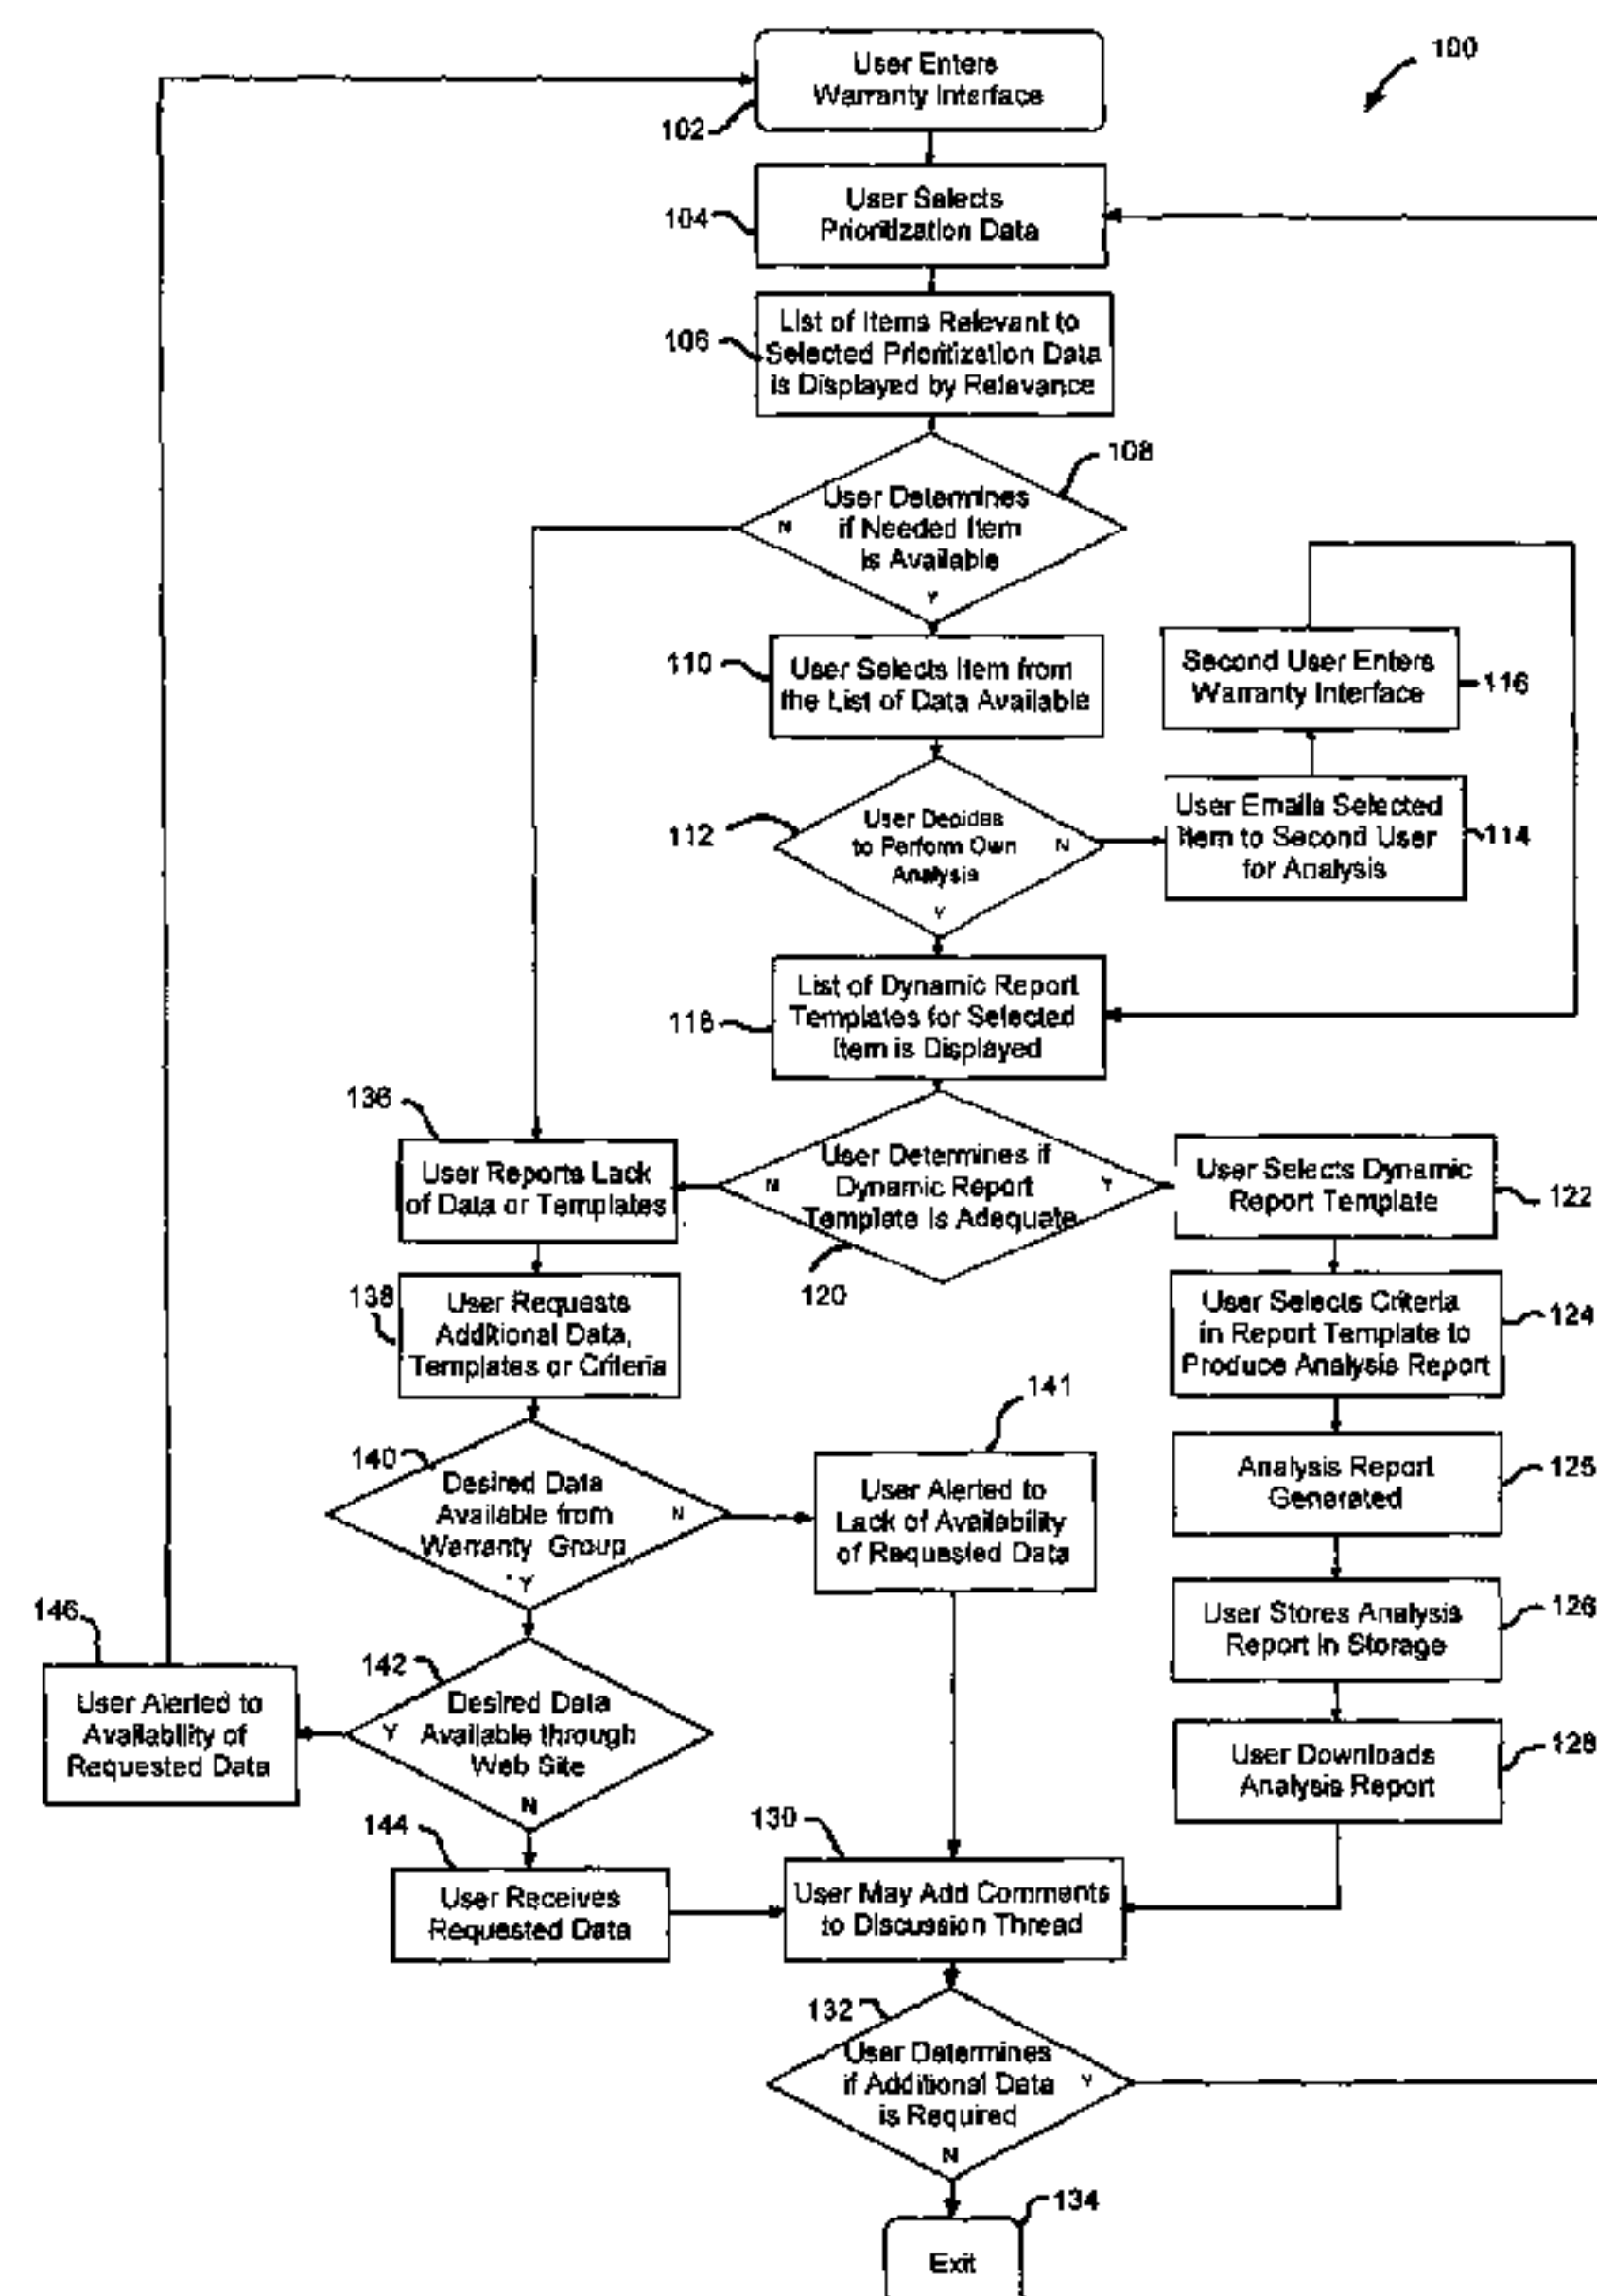 100
User Enters
Warranty Interface
102
User Selects
Prioritization Data
104
List of Items Relevant to
Selected Prioritization Data
is Displayed by Relevance
106
108
User Determines
if Needed Item
is Available
N
Y
110
User Selects Item from
the List of Data Available
Second User Enters
Warranty Interface
116
112
User Decides
to Perform Own
Analysis
N
Y
User Emails Selected
Item to Second User
for Analysis
114
118
List of Dynamic Report
Templates for Selected
Item is Displayed
136
User Reports Lack
of Data or Templates
User Determines if
Dynamic Report
Template is Adequate
N
Y
120
User Selects Dynamic
Report Template
122
138
User Requests
Additional Data,
Templates or Criteria
User Selects Criteria
in Report Template to
Produce Analysis Report
124
140
Desired Data
Available from
Warranty Group
N
Y
141
User Alerted to
Lack of Availability
of Requested Data
Analysis Report
Generated
125
User Stores Analysis
Report in Storage
126
146
User Alerted to
Availability of
Requested Data
142
Desired Data
Available through
Web Site
Y
N
User Downloads
Analysis Report
128
144
User Receives
Requested Data
130
User May Add Comments
to Discussion Thread
132
User Determines
if Additional Data
is Required
Y
N
134
Exit